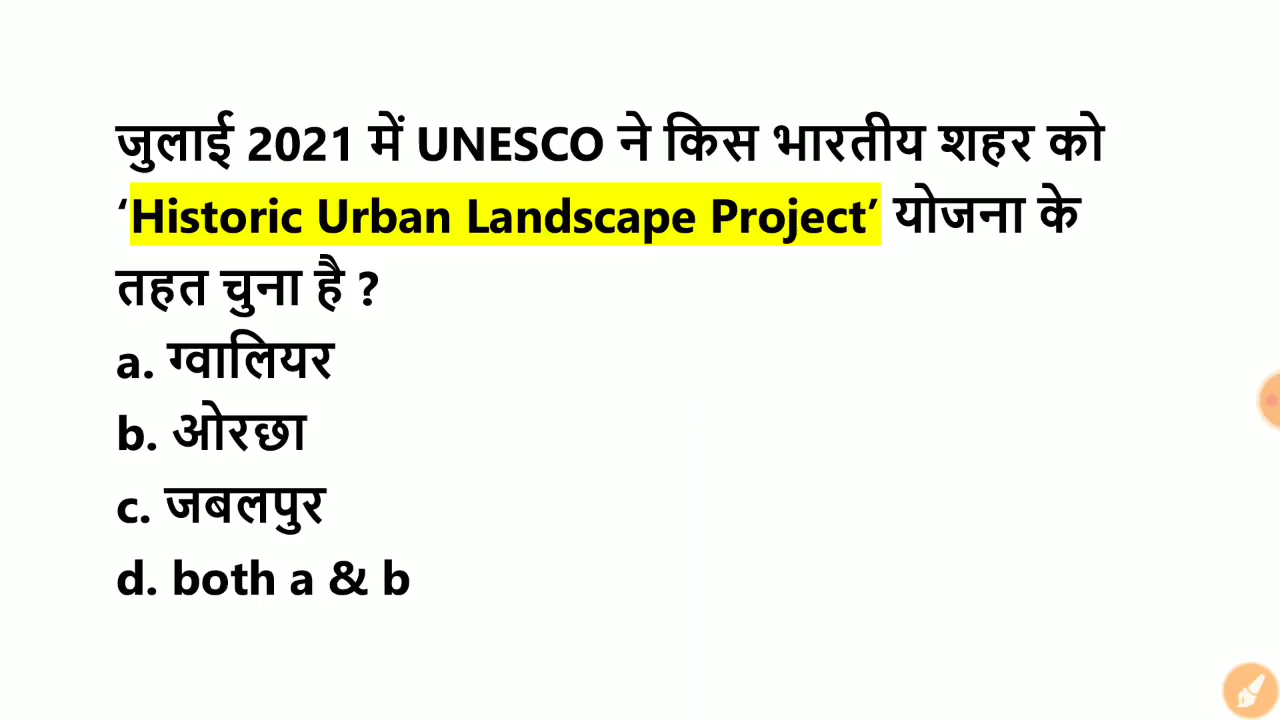 जुलाई 2021 में UNESCO ने किस भारतीय शहर को
‘Historic Urban Landscape Project’ योजना के
तहत चुना है ?
a. ग्वालियर
b. ओरछा
c. जबलपुर
d. both a & b